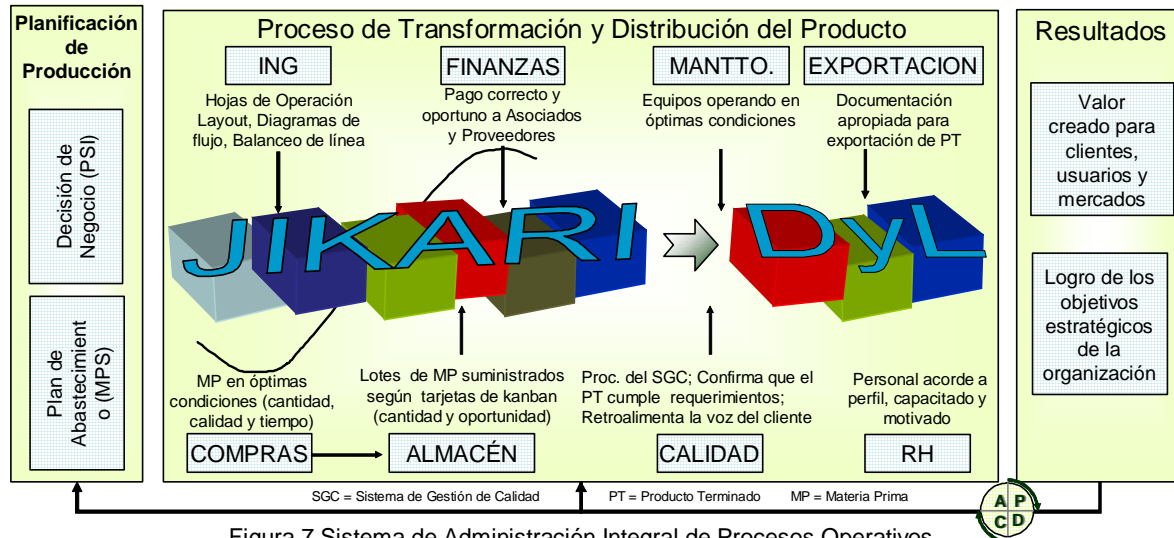 Planificación
de
Producción
Decisión de
Negocio (PSI)
Plan de
Abastecimient
o (MPS)
Proceso de Transformación y Distribución del Producto
ING
Hojas de Operación
Layout, Diagramas de
flujo, Balanceo de línea
FINANZAS
Pago correcto y
oportuno a Asociados
y Proveedores
MANTTO.
Equipos operando en
óptimas condiciones
EXPORTACION
Documentación
apropiada para
exportación de PT
JIKARI
DyL
MP en óptimas
condiciones (cantidad,
calidad y tiempo)
COMPRAS
Lotes de MP suministrados
según tarjetas de kanban
(cantidad y oportunidad)
ALMACÉN
Proc. del SGC; Confirma que el
PT cumple requerimientos;
Retroalimenta la voz del cliente
CALIDAD
Personal acorde a
perfil, capacitado y
motivado
RH
Resultados
Valor
creado para
clientes,
usuarios y
mercados
Logro de los
objetivos
estratégicos
de la
organización
SGC = Sistema de Gestión de Calidad PT = Producto Terminado MP = Materia Prima
A P
C D
Figura 7 Sistema de Administración Integral de Procesos Operativos